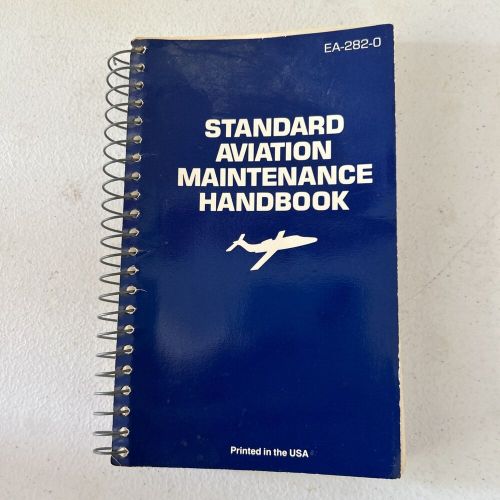 EA-282-0
STANDARD
AVIATION
MAINTENANCE
HANDBOOK
Printed in the USA